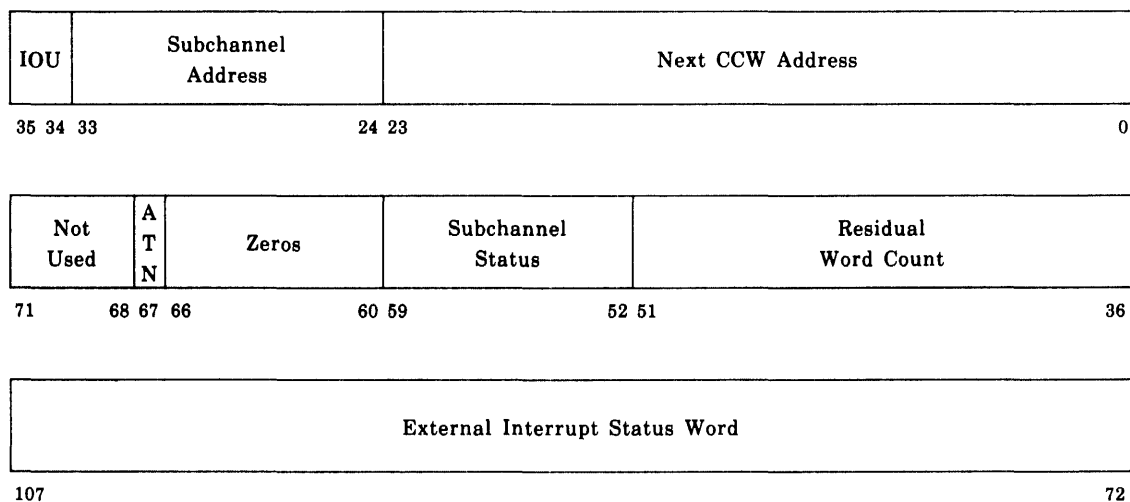 IOU
Subchannel
Address
Next CCW Address
35 34 33 24 23 0
Not
Used
A
T
N
Zeros
Subchannel
Status
Residual
Word Count
71 68 67 66 60 59 52 51 36
External Interrupt Status Word
107 72